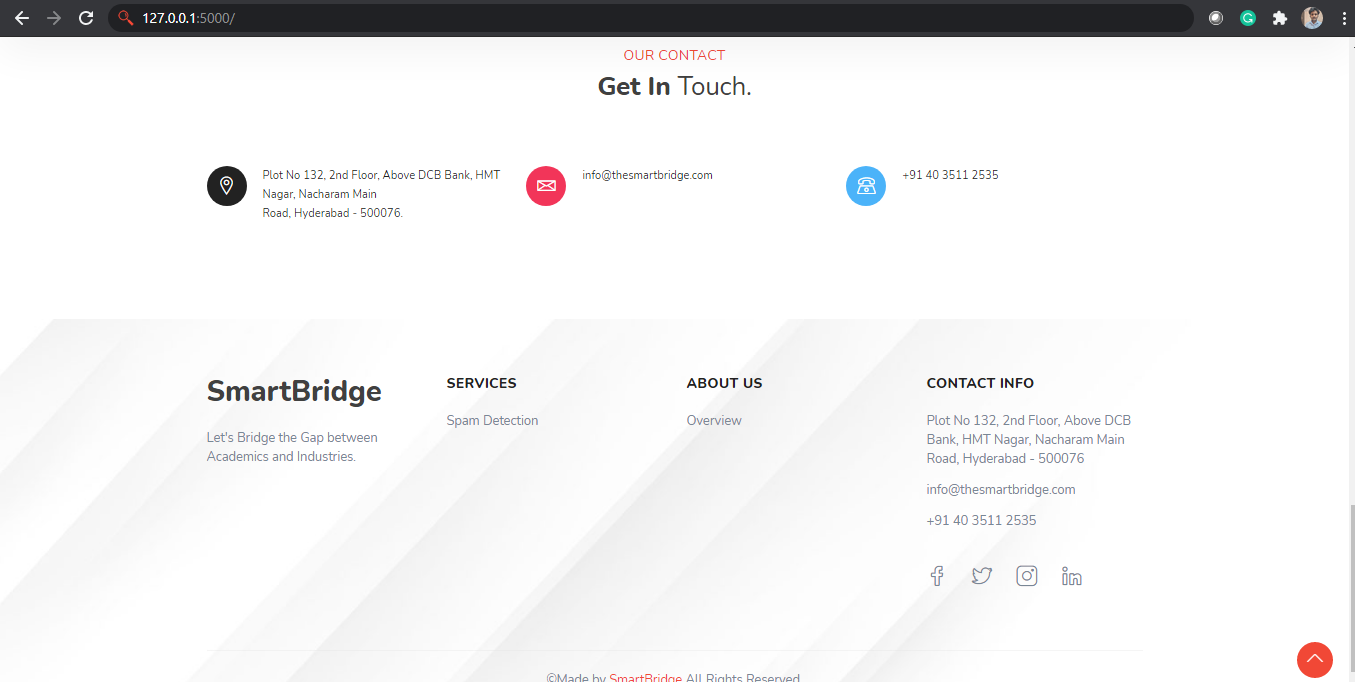 127.0.0.1:5000/
OUR CONTACT
Get In Touch.
Plot No 132, 2nd Floor, Above DCB Bank, HMT
Nagar, Nacharam Main
Road, Hyderabad - 500076.
info@thesmartbridge.com
+91 40 3511 2535
SmartBridge
Let's Bridge the Gap between
Academics and Industries.
SERVICES
Spam Detection
ABOUT US
Overview
CONTACT INFO
Plot No 132, 2nd Floor, Above DCB
Bank, HMT Nagar, Nacharam Main
Road, Hyderabad - 500076
info@thesmartbridge.com
+91 40 3511 2535
©Made by SmartBridge All Rights Reserved